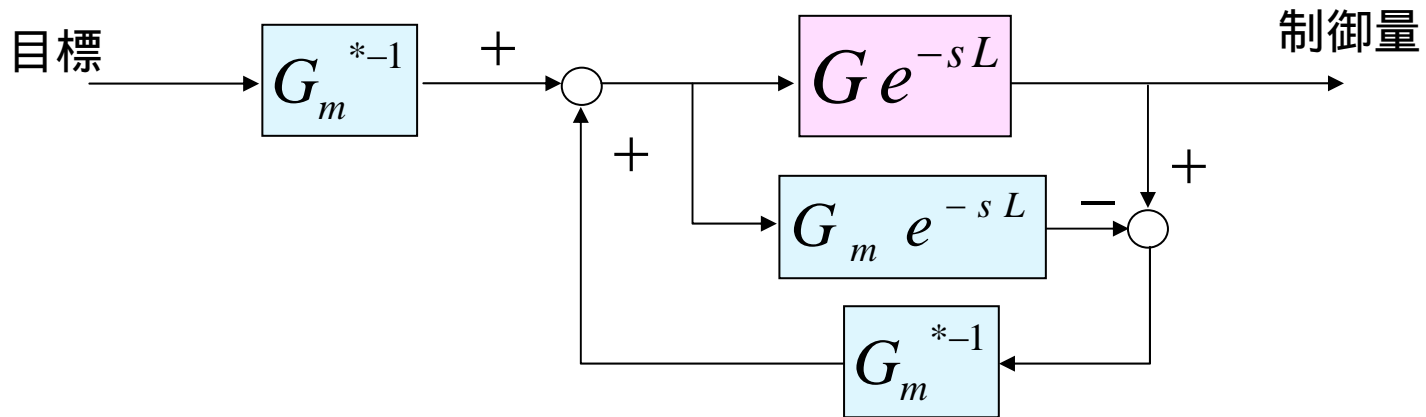 目標
G_m^{*-1}
+
G e^{-sL}
制御量
+
+
G_m e^{-sL}
−
G_m^{*-1}